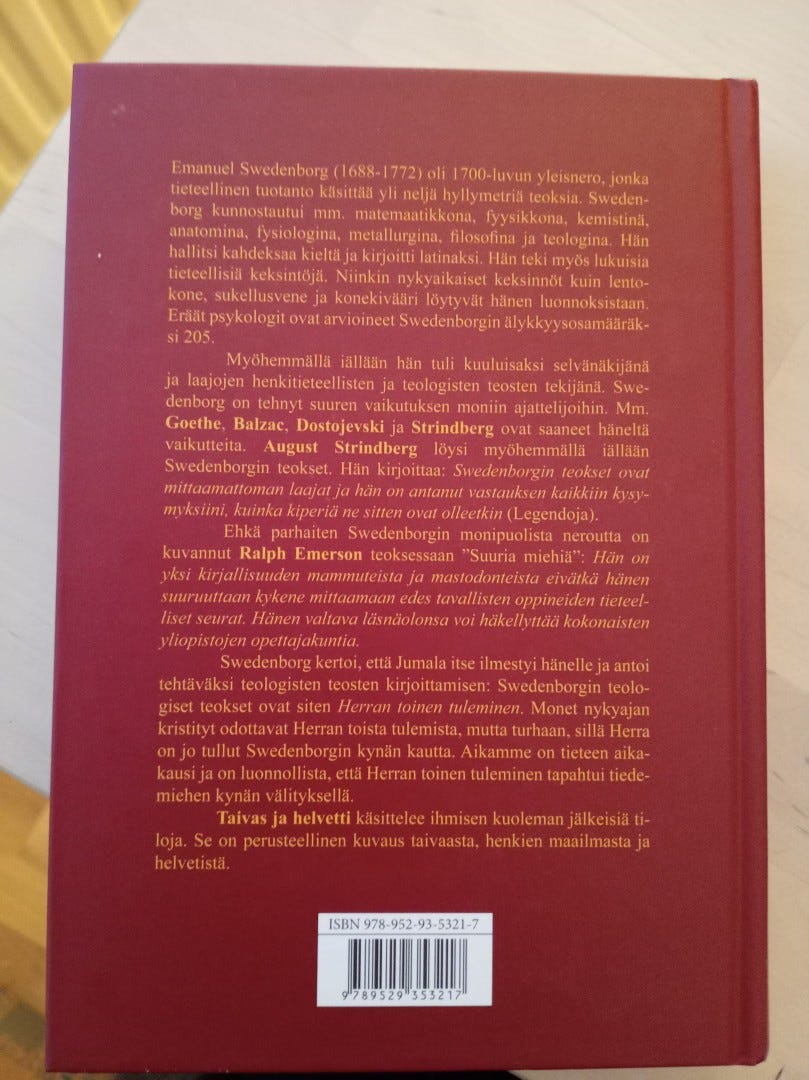 Emanuel Swedenborg (1688-1772) oli 1700-luvun yleisnero, jonka
tieteellinen tuotanto käsittää yli neljä hyllymetriä teoksia. Sweden-
borg kunnostautui mm. matemaatikkona, fyysikkona, kemistinä,
anatomina, fysiologina, metallurgina, filosofina ja teologina. Hän
hallitsi kahdeksaa kieltä ja kirjoitti latinaksi. Hän teki myös lukuisia
tieteellisiä keksintöjä. Niinkin nykyaikaiset keksinnöt kuin lento-
kone, sukellusvene ja konekivääri löytyvät hänen luonnoksistaan.
Eräät psykologit ovat arvioineet Swedenborgin älykkyysosamääräk-
si 205.
Myöhemmällä iällään hän tuli kuuluisaksi selvänäkijänä
ja laajojen henkitieteellisten ja teologisten teosten tekijänä. Swe-
denborg on tehnyt suuren vaikutuksen moniin ajattelijoihin. Mm.
Goethe, Balzac, Dostojevski ja Strindberg ovat saaneet häneltä
vaikutteita. August Strindberg löysi myöhemmällä iällään
Swedenborgin teokset. Hän kirjoittaa: Swedenborgin teokset ovat
mittaamattoman laajat ja hän on antanut vastauksen kaikkiin kysy-
myksiini, kuinka kiperiä ne sitten ovat olleetkin (Legendoja).
Ehkä parhaiten Swedenborgin monipuolista neroutta on
kuvannut Ralph Emerson teoksessaan ”Suuria miehiä”: Hän on
yksi kirjallisuuden mammuteista ja mastodonteista eivätkä hänen
suuruuttaan kykene mittaamaan edes tavallisten oppineiden tieteel-
liset seurat. Hänen valtava läsnäolonsa voi häkellyttää kokonaisten
yliopistojen opettajakuntia.
Swedenborg kertoi, että Jumala itse ilmestyi hänelle ja antoi
tehtäväksi teologisten teosten kirjoittamisen: Swedenborgin teolo-
giset teokset ovat siten Herran toinen tuleminen. Monet nykyajan
kristityt odottavat Herran toista tulemista, mutta turhaan, sillä Herra
on jo tullut Swedenborgin kynän kautta. Aikamme on tieteen aika-
kausi ja on luonnollista, että Herran toinen tuleminen tapahtui tiede-
miehen kynän välityksellä.
Taivas ja helvetti käsittelee ihmisen kuoleman jälkeisiä ti-
loja. Se on perusteellinen kuvaus taivaasta, henkien maailmasta ja
helvetistä.
ISBN 978-952-93-5321-7
9 789529 353217